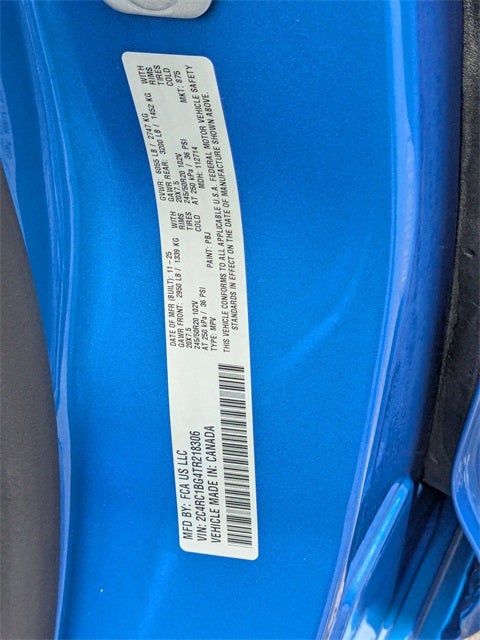 MFD BY: FCA US LLC
VIN: 2C4RC1BG4TR218306
VEHICLE MADE IN: CANADA
DATE OF MFR (BUILT): 11 - 25
GAWR FRONT: 2950 LB / 1339 KG WITH
20X7.5 RIMS
245/50R20 102V TIRES
AT 250 kPa / 36 PSI COLD
TYPE: MPV PAINT: PBJ
GVWR: 6055 LB / 2747 KG
GAWR REAR: 3200 LB / 1452 KG WITH
20X7.5 RIMS
245/50R20 102V TIRES
AT 250 kPa / 36 PSI COLD
MDH: 112714 MKT: 875
THIS VEHICLE CONFORMS TO ALL APPLICABLE U.S.A. FEDERAL MOTOR VEHICLE SAFETY
STANDARDS IN EFFECT ON THE DATE OF MANUFACTURE SHOWN ABOVE.